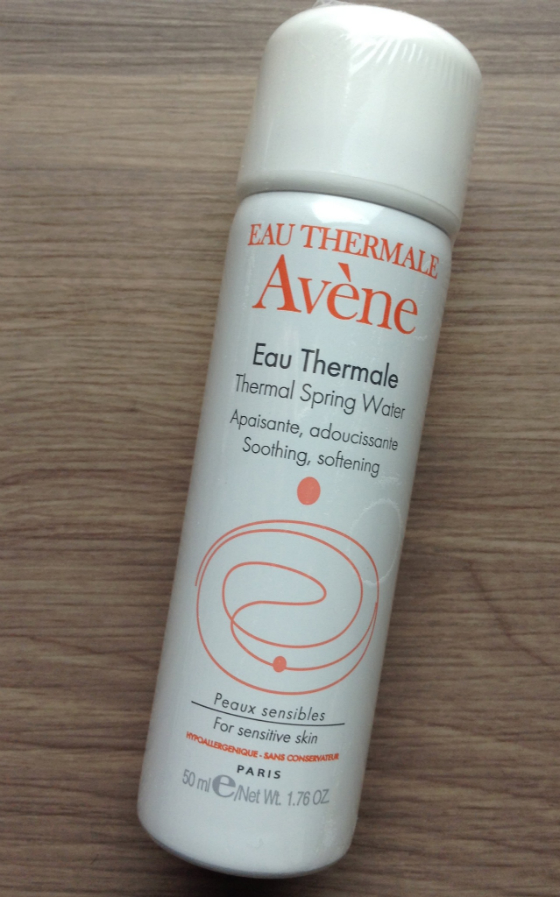 EAU THERMALE
Avène
Eau Thermale
Thermal Spring Water
Apaisante, adoucissante
Soothing, softening
Peaux sensibles
For sensitive skin
HYPOALLERGENIQUE - SANS CONSERVATEUR
PARIS
50 ml e/Net Wt. 1.76 OZ.